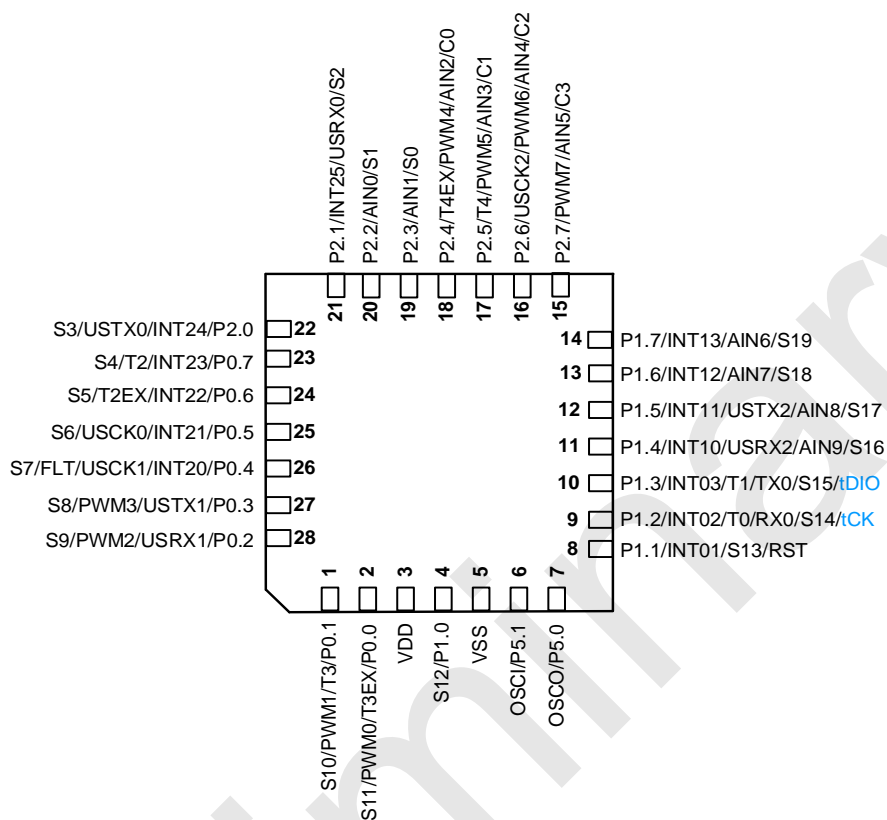 P2.1/INT25/USRX0/S2
P2.2/AIN0/S1
P2.3/AIN1/S0
P2.4/T4EX/PWM4/AIN2/C0
P2.5/T4/PWM5/AIN3/C1
P2.6/USCK2/PWM6/AIN4/C2
P2.7/PWM7/AIN5/C3
21 20 19 18 17 16 15
S3/USTX0/INT24/P2.0 22
S4/T2/INT23/P0.7 23
S5/T2EX/INT22/P0.6 24
S6/USCK0/INT21/P0.5 25
S7/FLT/USCK1/INT20/P0.4 26
S8/PWM3/USTX1/P0.3 27
S9/PWM2/USRX1/P0.2 28
14 P1.7/INT13/AIN6/S19
13 P1.6/INT12/AIN7/S18
12 P1.5/INT11/USTX2/AIN8/S17
11 P1.4/INT10/USRX2/AIN9/S16
10 P1.3/INT03/T1/TX0/S15/tDIO
9 P1.2/INT02/T0/RX0/S14/tCK
8 P1.1/INT01/S13/RST
1 2 3 4 5 6 7
S10/PWM1/T3/P0.1
S11/PWM0/T3EX/P0.0
VDD
S12/P1.0
VSS
OSCI/P5.1
OSCO/P5.0